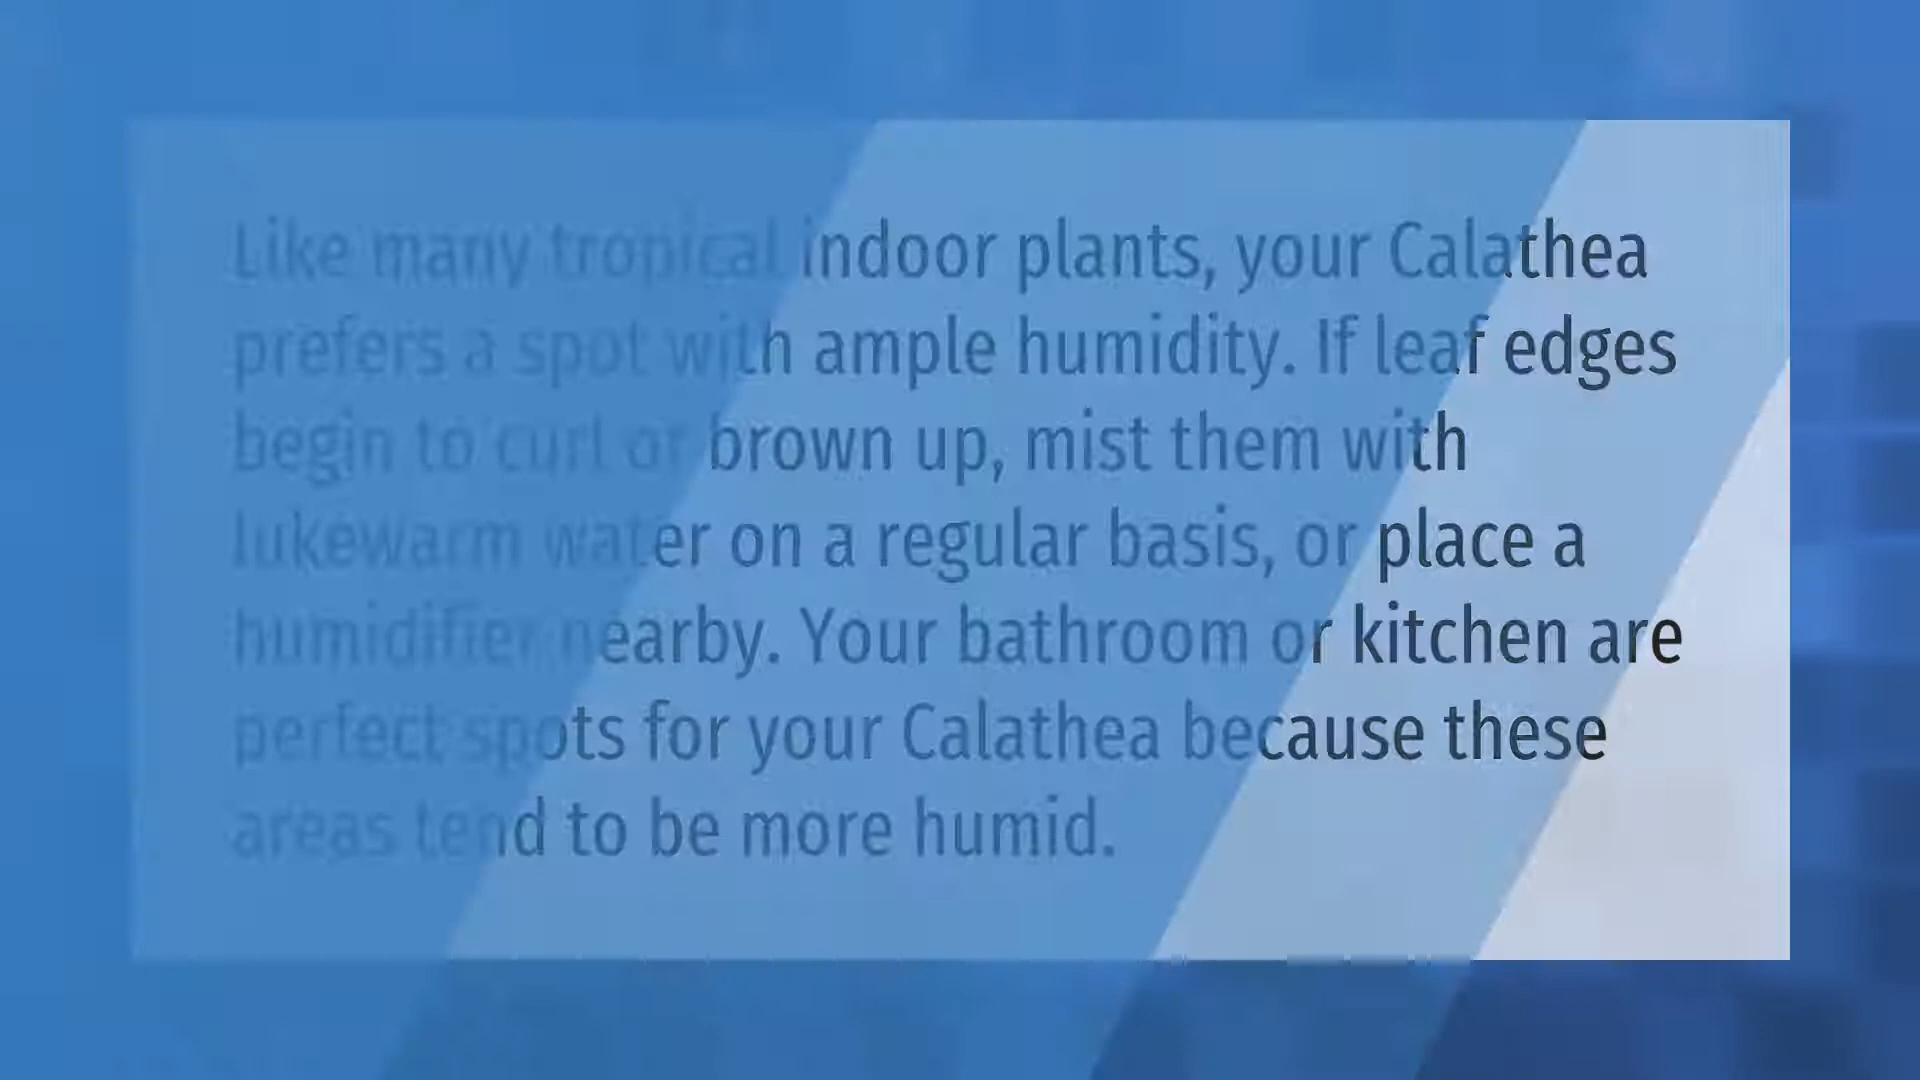 Like many tropical indoor plants, your Calathea
prefers a spot with ample humidity. If leaf edges
begin to curl or brown up, mist them with
lukewarm water on a regular basis, or place a
humidifier nearby. Your bathroom or kitchen are
perfect spots for your Calathea because these
areas tend to be more humid.